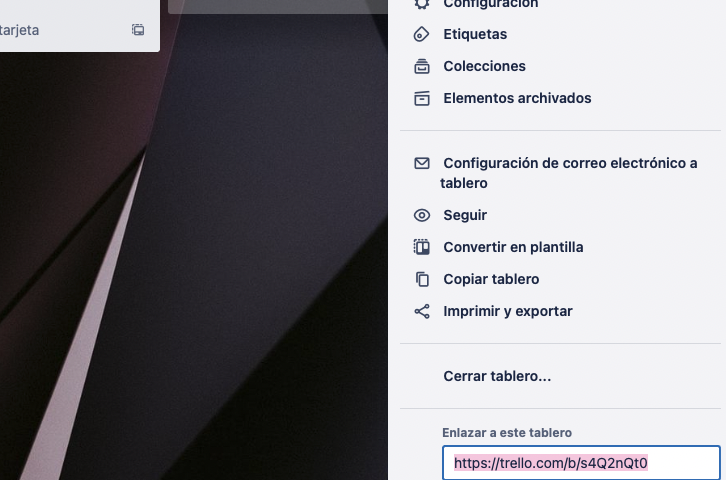 tarjeta
Configuración
Etiquetas
Colecciones
Elementos archivados
Configuración de correo electrónico a
tablero
Seguir
Convertir en plantilla
Copiar tablero
Imprimir y exportar
Cerrar tablero...
Enlazar a este tablero
https://trello.com/b/s4Q2nQt0